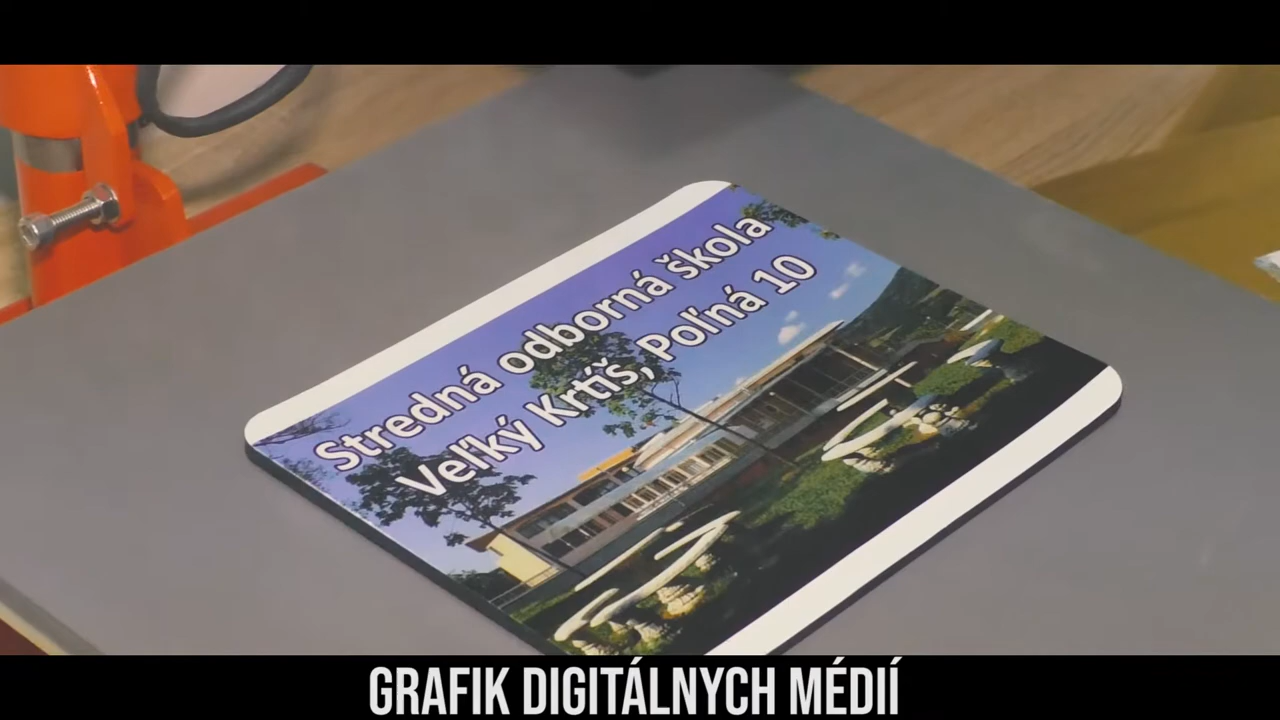 Stredná odborná škola
Veľký Krtíš, Poľná 10
GRAFIK DIGITÁLNYCH MÉDIÍ